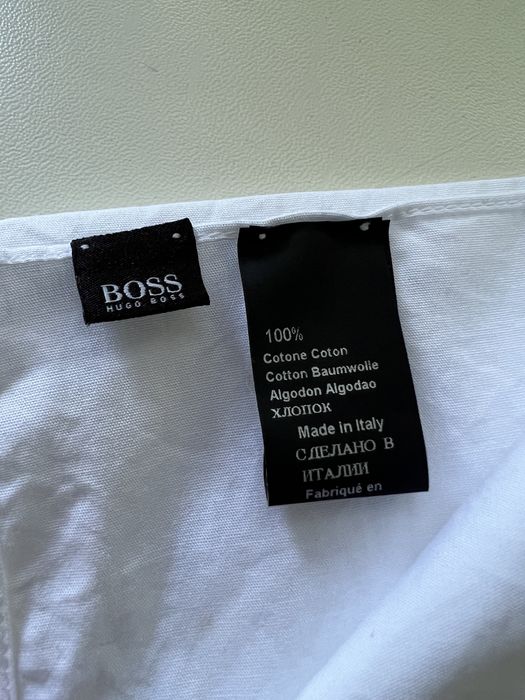 BOSS
HUGO BOSS
100%
Cotone Coton
Cotton Baumwolle
Algodon Algodao
ХЛОПОК
Made in Italy
СДЕЛАНО В
ИТАЛИИ
Fabriqué en